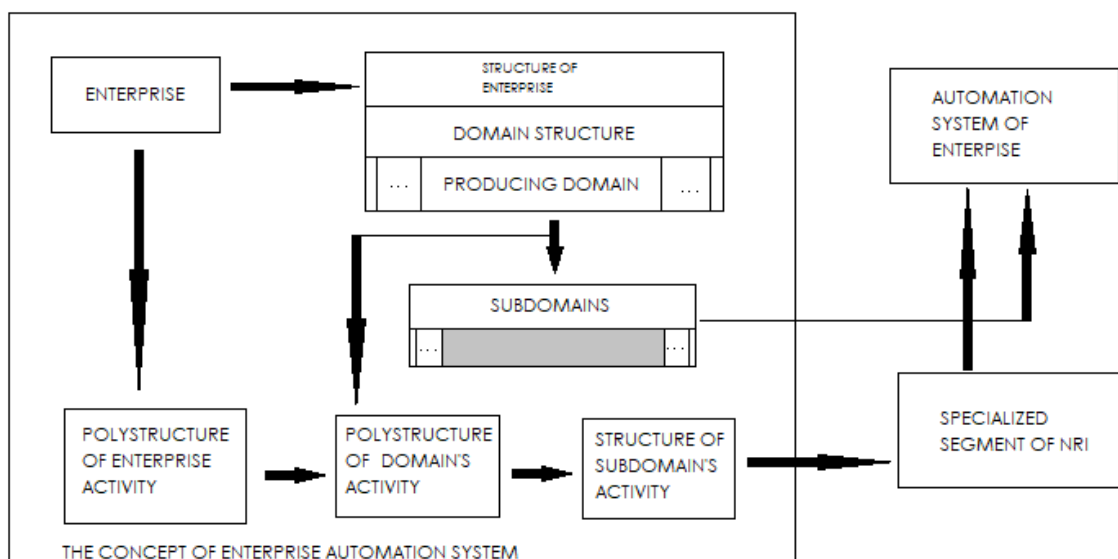 ENTERPRISE
STRUCTURE OF
ENTERPRISE
DOMAIN STRUCTURE
... PRODUCING DOMAIN ...
AUTOMATION
SYSTEM OF
ENTERPISE
SUBDOMAINS
... ...
POLYSTRUCTURE
OF ENTERPRISE
ACTIVITY
POLYSTRUCTURE
OF DOMAIN'S
ACTIVITY
STRUCTURE OF
SUBDOMAIN'S
ACTIVITY
SPECIALIZED
SEGMENT OF NRI
THE CONCEPT OF ENTERPRISE AUTOMATION SYSTEM